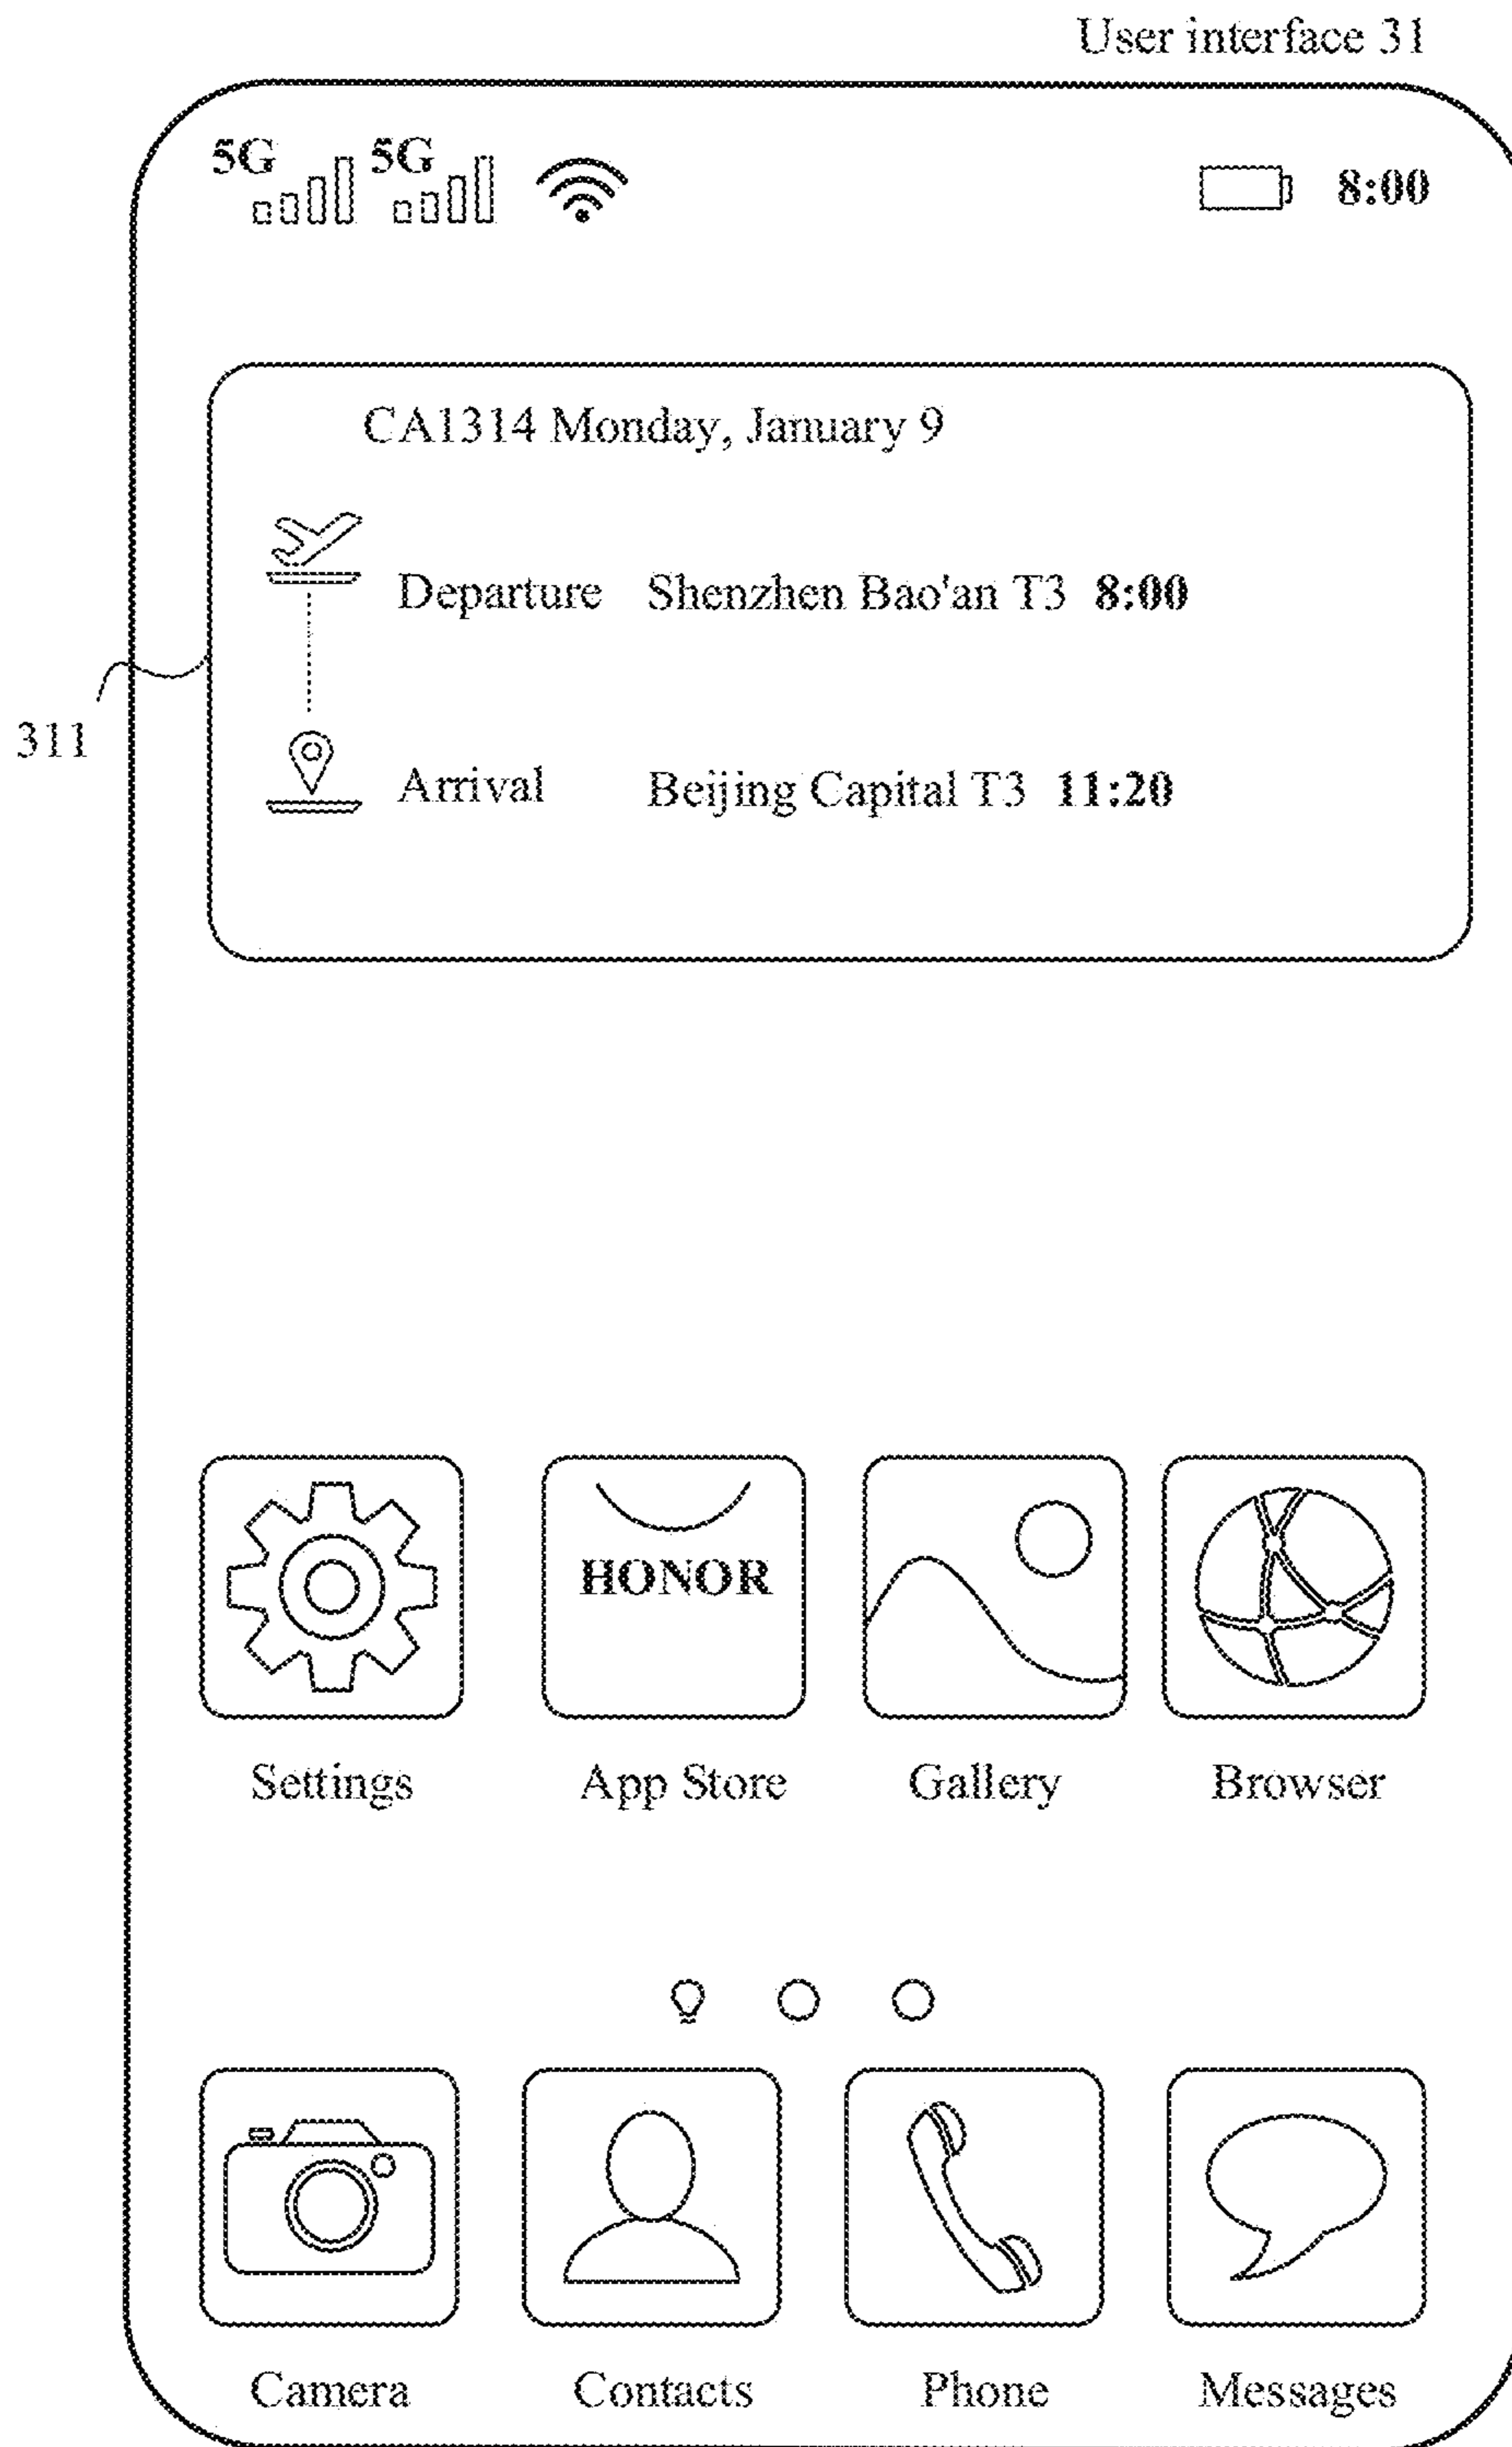 User interface 31
5G 5G 8:00
CA1314 Monday, January 9
Departure Shenzhen Bao'an T3 8:00
311
Arrival Beijing Capital T3 11:20
HONOR
Settings App Store Gallery Browser
Camera Contacts Phone Messages